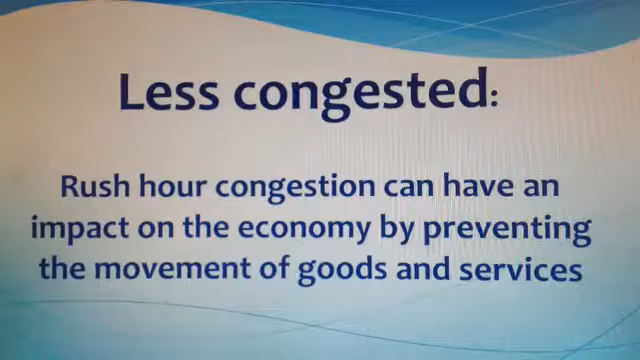 Less congested:
Rush hour congestion can have an
impact on the economy by preventing
the movement of goods and services